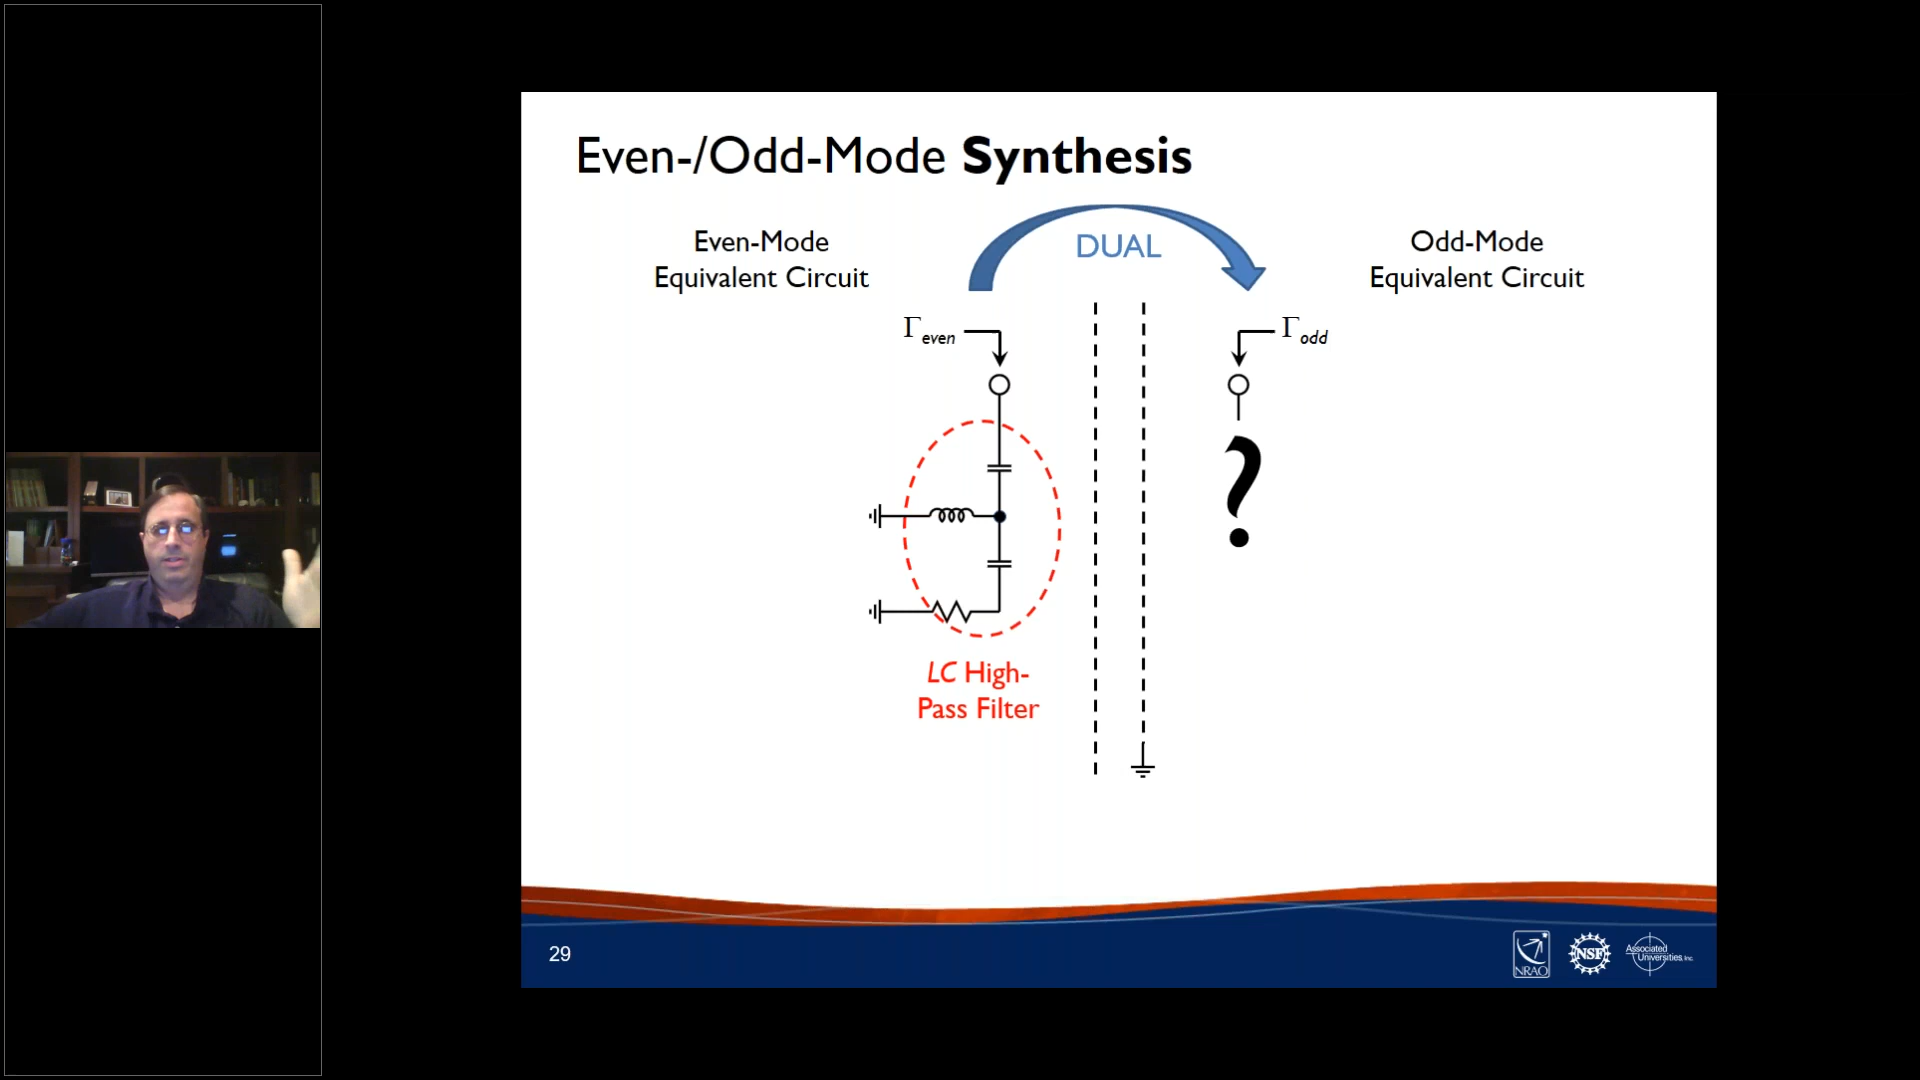 Even-/Odd-Mode Synthesis
Even-Mode
Equivalent Circuit
DUAL
Odd-Mode
Equivalent Circuit
Γeven
Γodd
?
LC High-
Pass Filter
29
NRAO
NSF
Associated
Universities, Inc